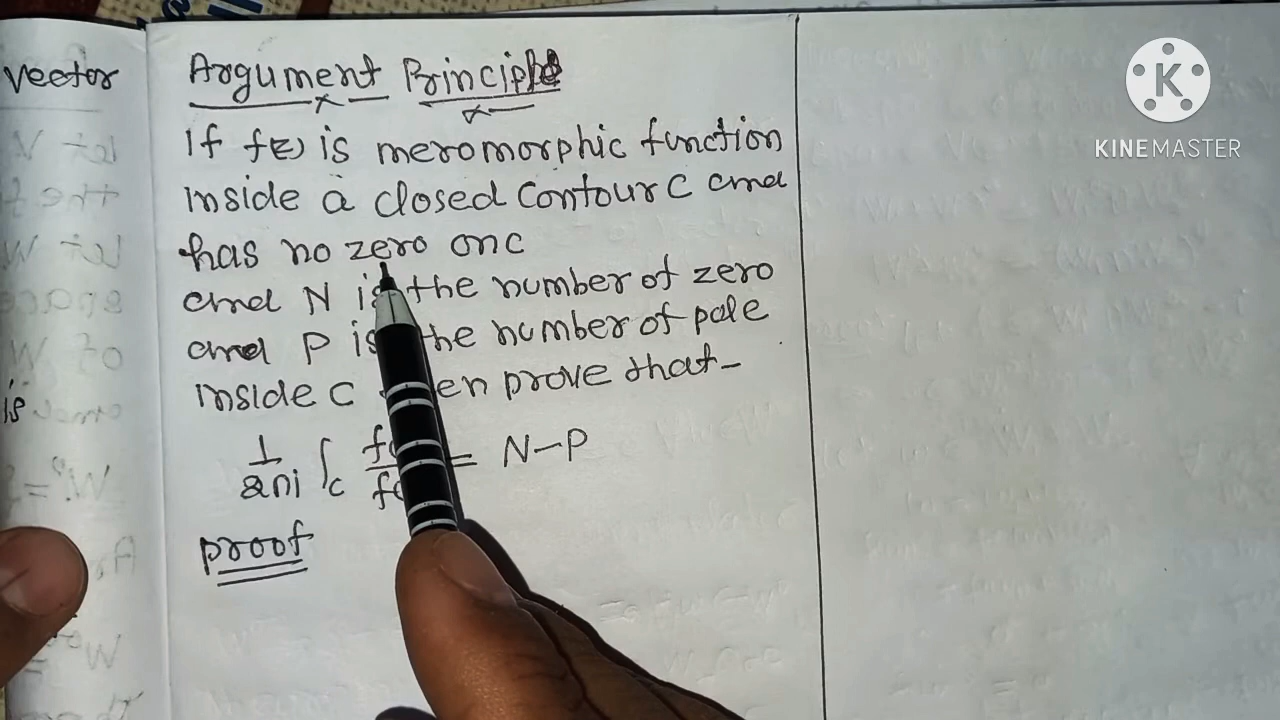 vector
Argument Principle
If f(z) is meromorphic function
inside a closed contour C and
has no zero on C
and N is the number of zero
and P is the number of pole
inside C prove that-
is
1/2πi ∫c = N-P
proof
K
KINEMASTER